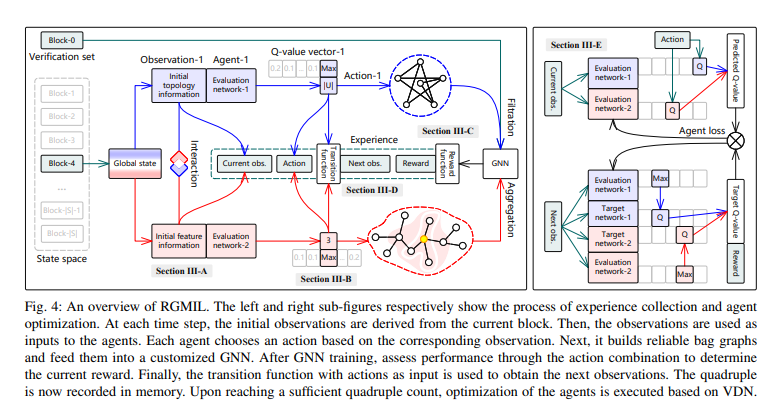 Block-0
Verification set
Block-1
Block-2
Block-3
Block-4
...
Block-|S|-1
Block-|S|
State space
Global state
Observation-1
Agent-1
Initial topology information
Evaluation network-1
Interaction
Initial feature information
Evaluation network-2
Section III-A
Q-value vector-1
0.2 0.1 ... 0.1 Max
|U|
Action-1
Section III-C
Experience
Current obs.
Action
Transition function
Next obs.
Reward
Reward function
GNN
Filtration
Aggregation
Section III-D
3
0.1 0.1 Max ... 0.2
Section III-B
Section III-E
Action
Current obs.
Evaluation network-1
Evaluation network-2
Q
Q
Predicted Q-value
Agent loss
Next obs.
Evaluation network-1
Target network-1
Target network-2
Evaluation network-2
Max
Q
Q
Max
Target Q-value
Reward
Fig. 4: An overview of RGMIL. The left and right sub-figures respectively show the process of experience collection and agent
optimization. At each time step, the initial observations are derived from the current block. Then, the observations are used as
inputs to the agents. Each agent chooses an action based on the corresponding observation. Next, it builds reliable bag graphs
and feed them into a customized GNN. After GNN training, assess performance through the action combination to determine
the current reward. Finally, the transition function with actions as input is used to obtain the next observations. The quadruple
is now recorded in memory. Upon reaching a sufficient quadruple count, optimization of the agents is executed based on VDN.